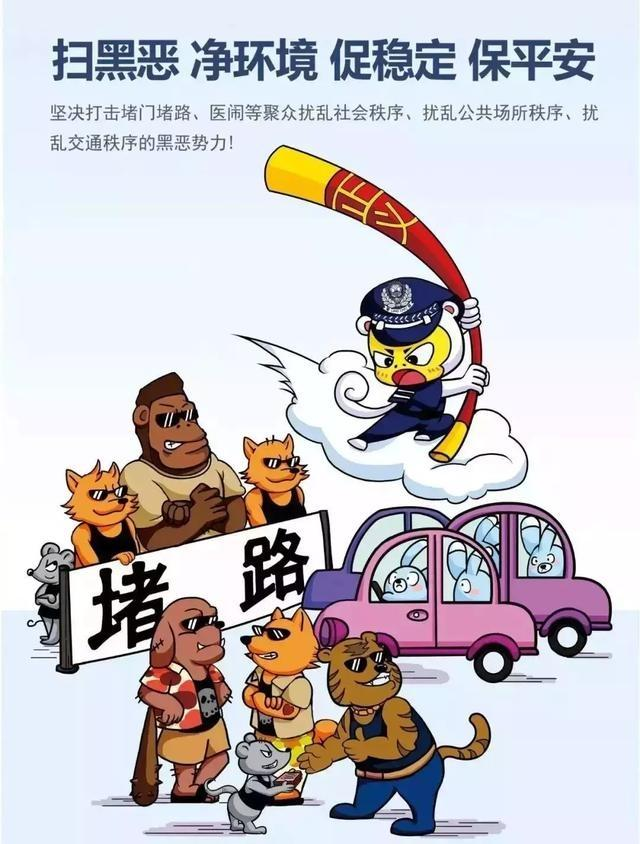 扫黑恶 净环境 促稳定 保平安
坚决打击堵门堵路、医闹等聚众扰乱社会秩序、扰乱公共场所秩序、扰
乱交通秩序的黑恶势力!
堵路